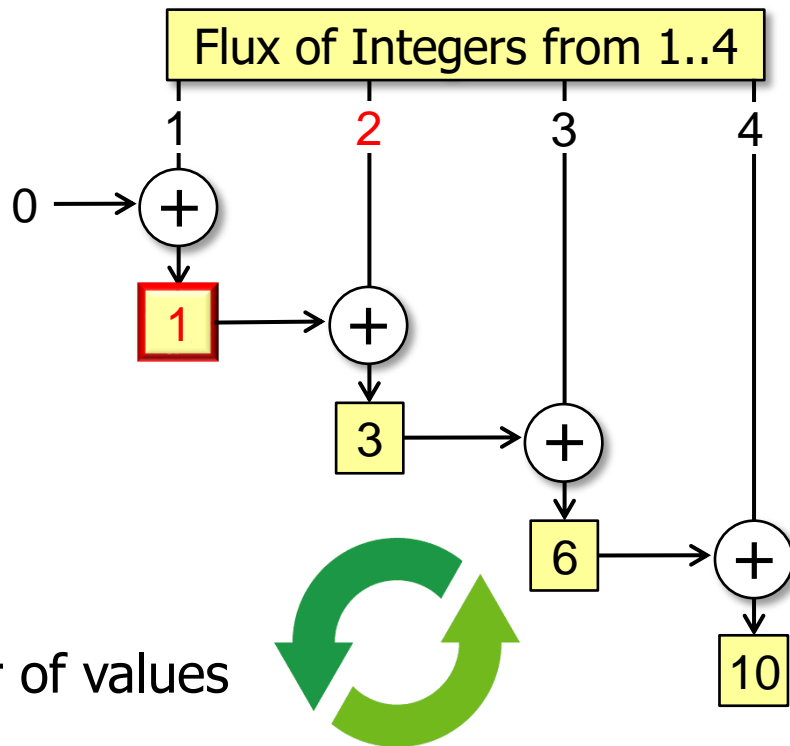 Flux of Integers from 1..4
1 2 3 4
0 +
1 +
3 +
6 +
r of values
10